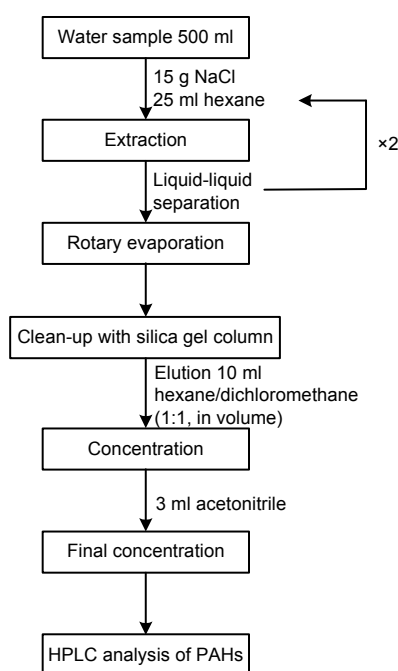 Water sample 500 ml
15 g NaCl
25 ml hexane
×2
Extraction
Liquid-liquid
separation
Rotary evaporation
Clean-up with silica gel column
Elution 10 ml
hexane/dichloromethane
(1:1, in volume)
Concentration
3 ml acetonitrile
Final concentration
HPLC analysis of PAHs